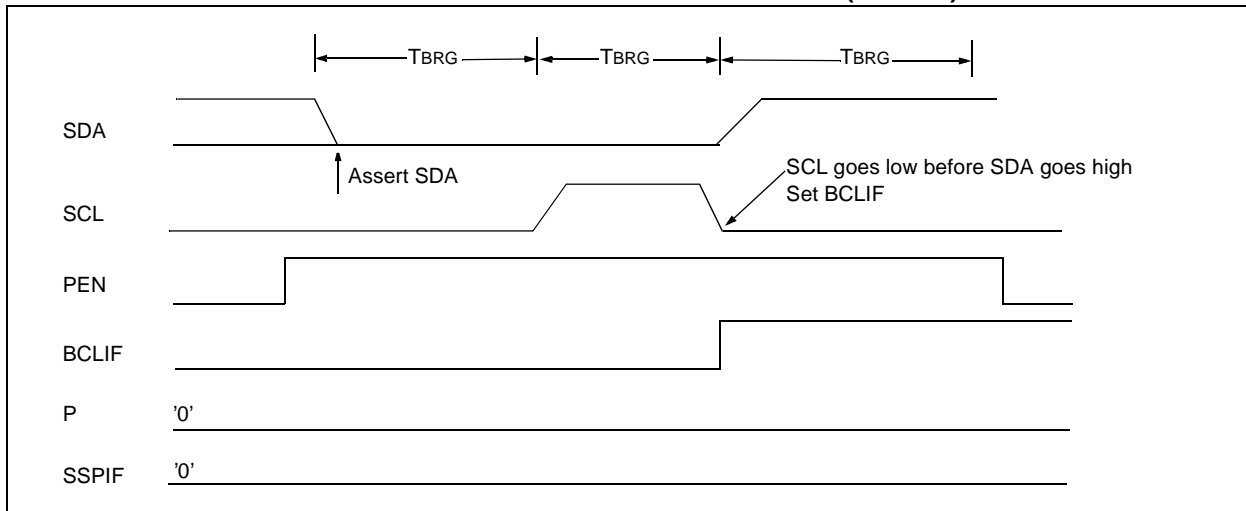 TBRG TBRG TBRG
SDA
Assert SDA
SCL goes low before SDA goes high
Set BCLIF
SCL
PEN
BCLIF
P '0'
SSPIF '0'